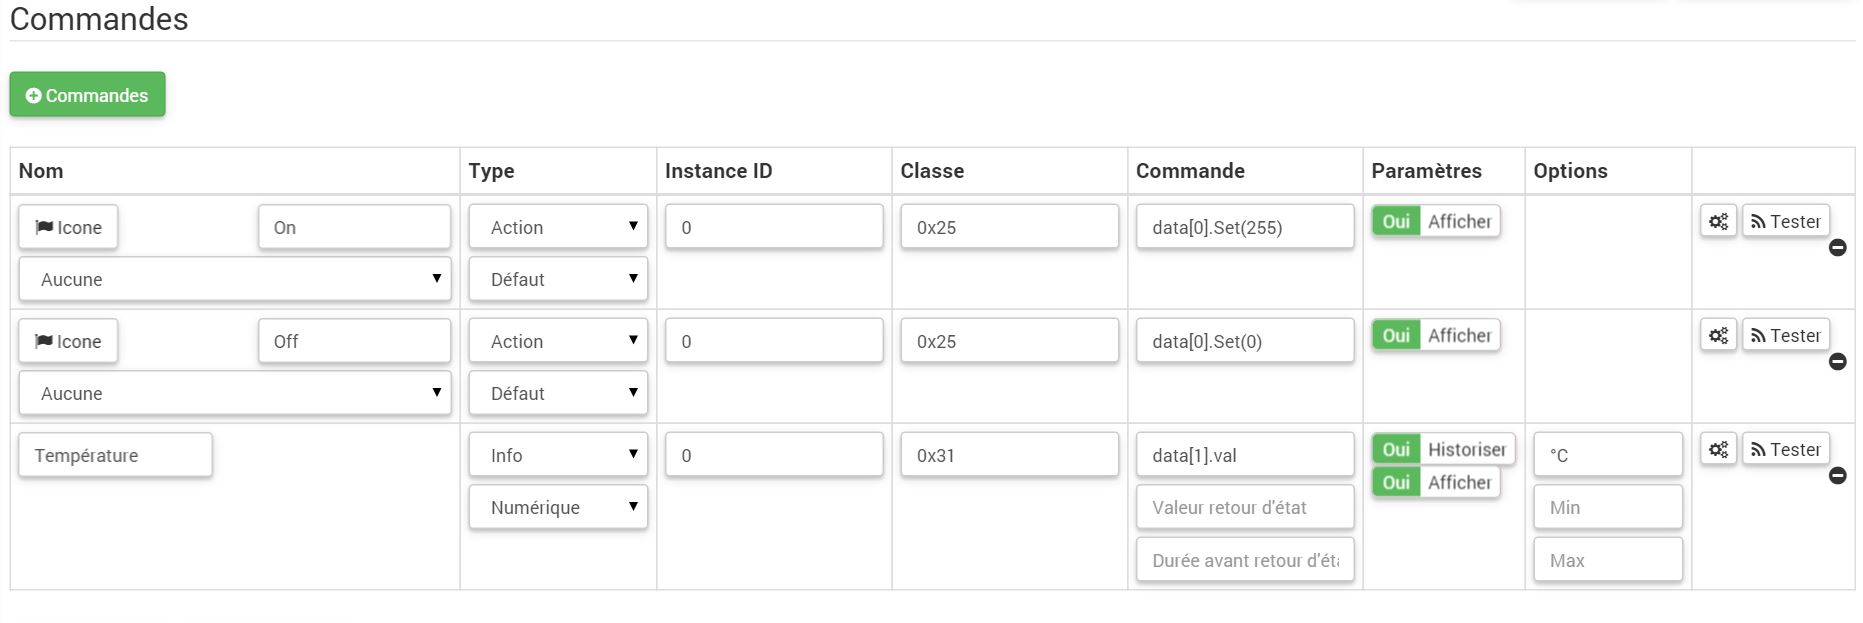 Commandes
Commandes
Nom Type Instance ID Classe Commande Paramètres Options
Icone On Action 0 0x25 data[0].Set(255) Oui Afficher Tester
Aucune Défaut
Icone Off Action 0 0x25 data[0].Set(0) Oui Afficher Tester
Aucune Défaut
Température Info 0 0x31 data[1].val Oui Historiser °C Tester
Oui Afficher
Numérique Valeur retour d'état Min
Durée avant retour d'éta Max